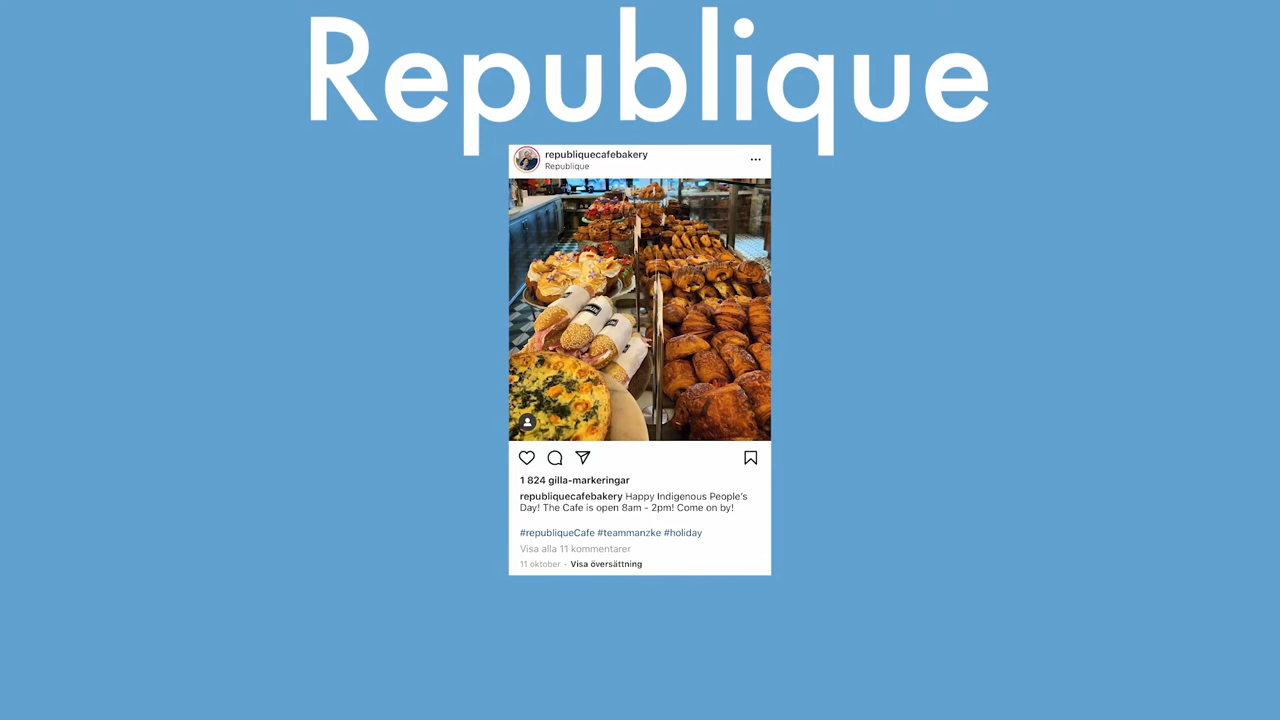 Republique
republiquecafebakery
Republique
1 824 gilla-markeringar
republiquecafebakery Happy Indigenous People's
Day! The Cafe is open 8am - 2pm! Come on by!
#republiqueCafe #teammanzke #holiday
Visa alla 11 kommentarer
11 oktober · Visa översättning